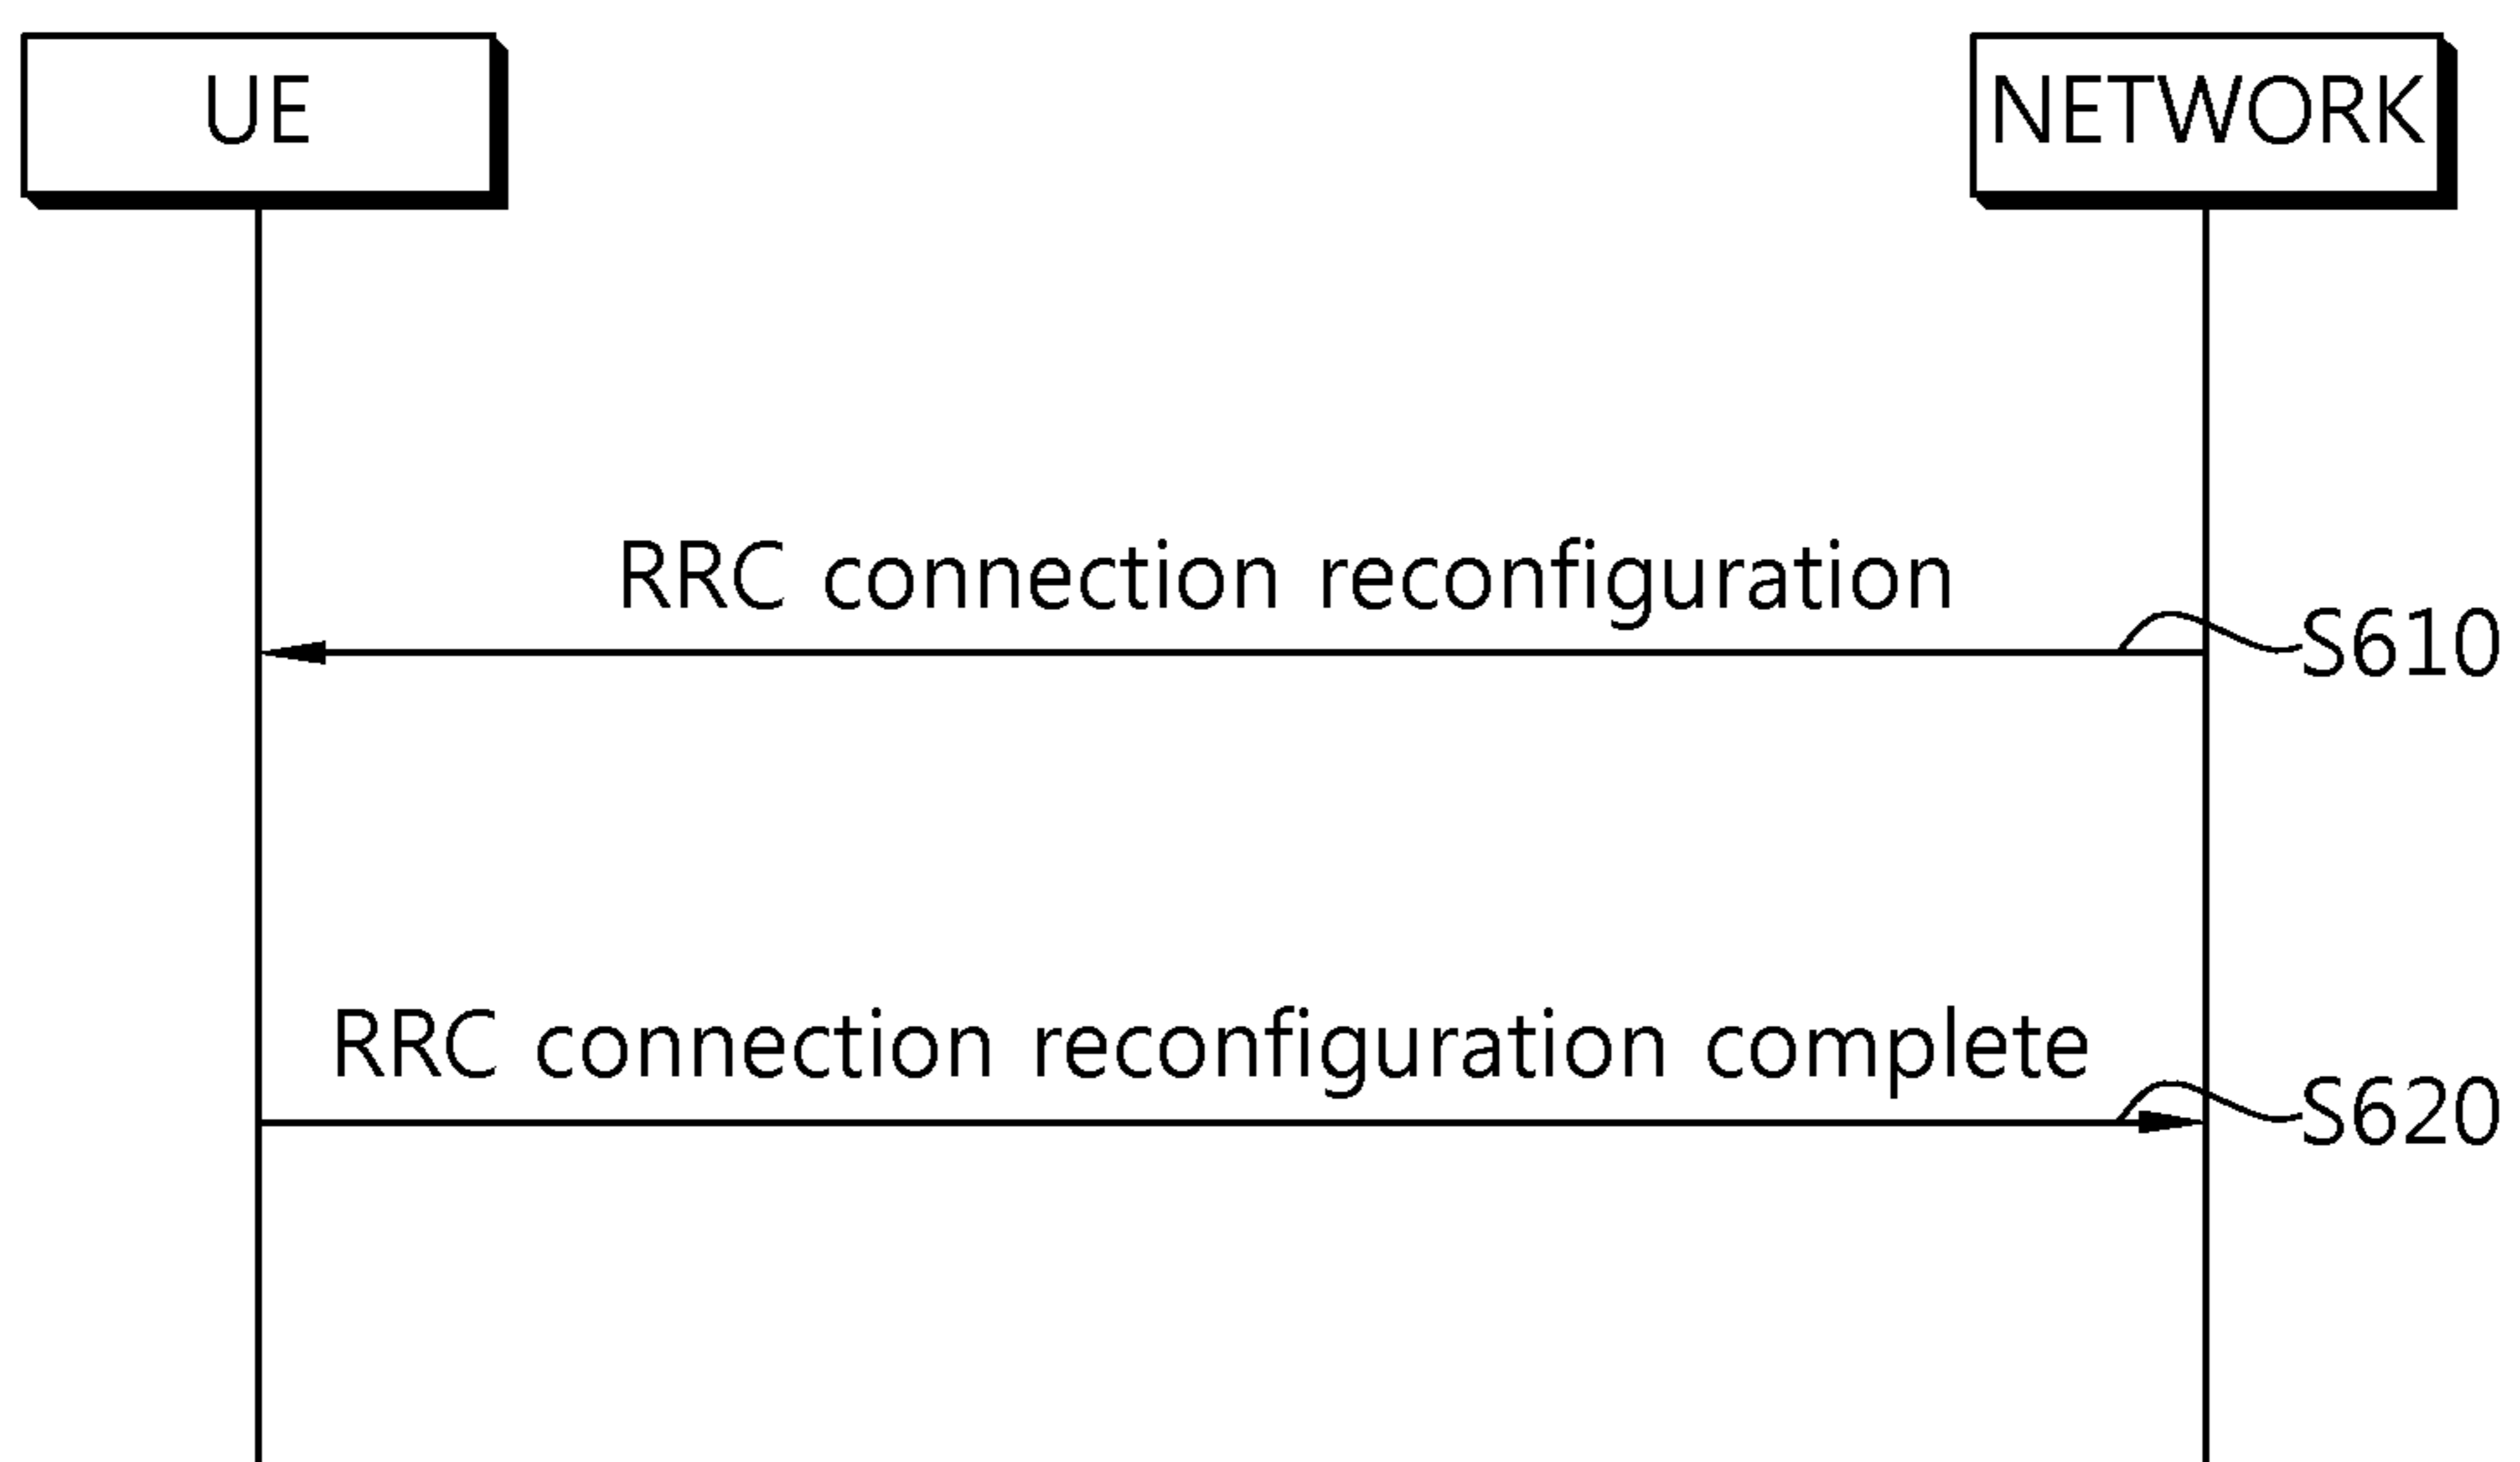 UE
NETWORK
RRC connection reconfiguration
S610
RRC connection reconfiguration complete
S620